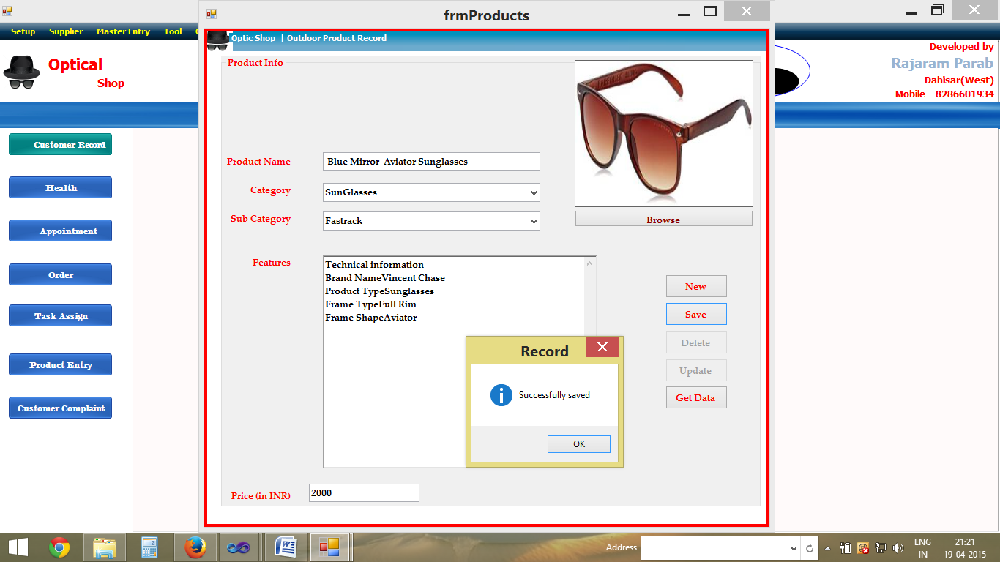 frmProducts
Setup Supplier Master Entry Tool
Optic Shop | Outdoor Product Record
Developed by
Rajaram Parab
Dahisar(West)
Mobile - 8286601934
Optical
Shop
Product Info
Customer Record
Health
Appointment
Order
Task Assign
Product Entry
Customer Complaint
Product Name
Blue Mirror Aviator Sunglasses
Category
SunGlasses
Sub Category
Fastrack
Browse
Features
Technical information
Brand NameVincent Chase
Product TypeSunglasses
Frame TypeFull Rim
Frame ShapeAviator
New
Save
Delete
Update
Get Data
Record
Successfully saved
OK
Price (in INR)
2000
Address
ENG
IN
21:21
19-04-2015